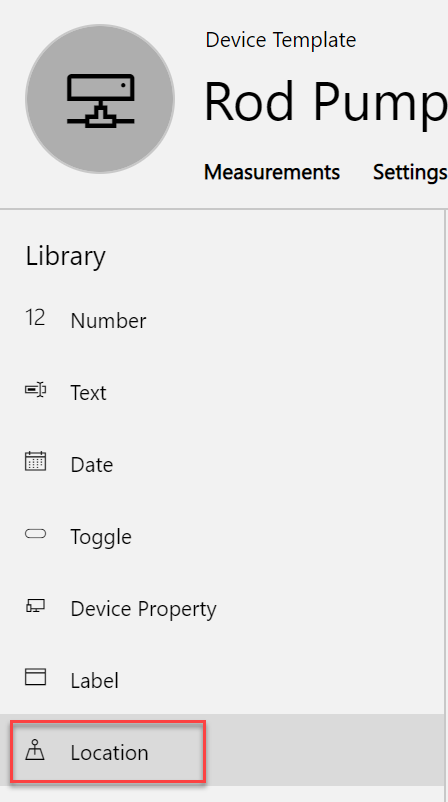 Device Template
Rod Pump
Measurements Settings
Library
12 Number
Text
Date
Toggle
Device Property
Label
Location